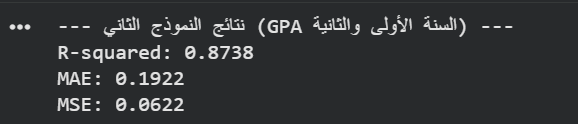 --- نتائج النموذج الثاني (GPA السنة الأولى والثانية) ---
R-squared: 0.8738
MAE: 0.1922
MSE: 0.0622